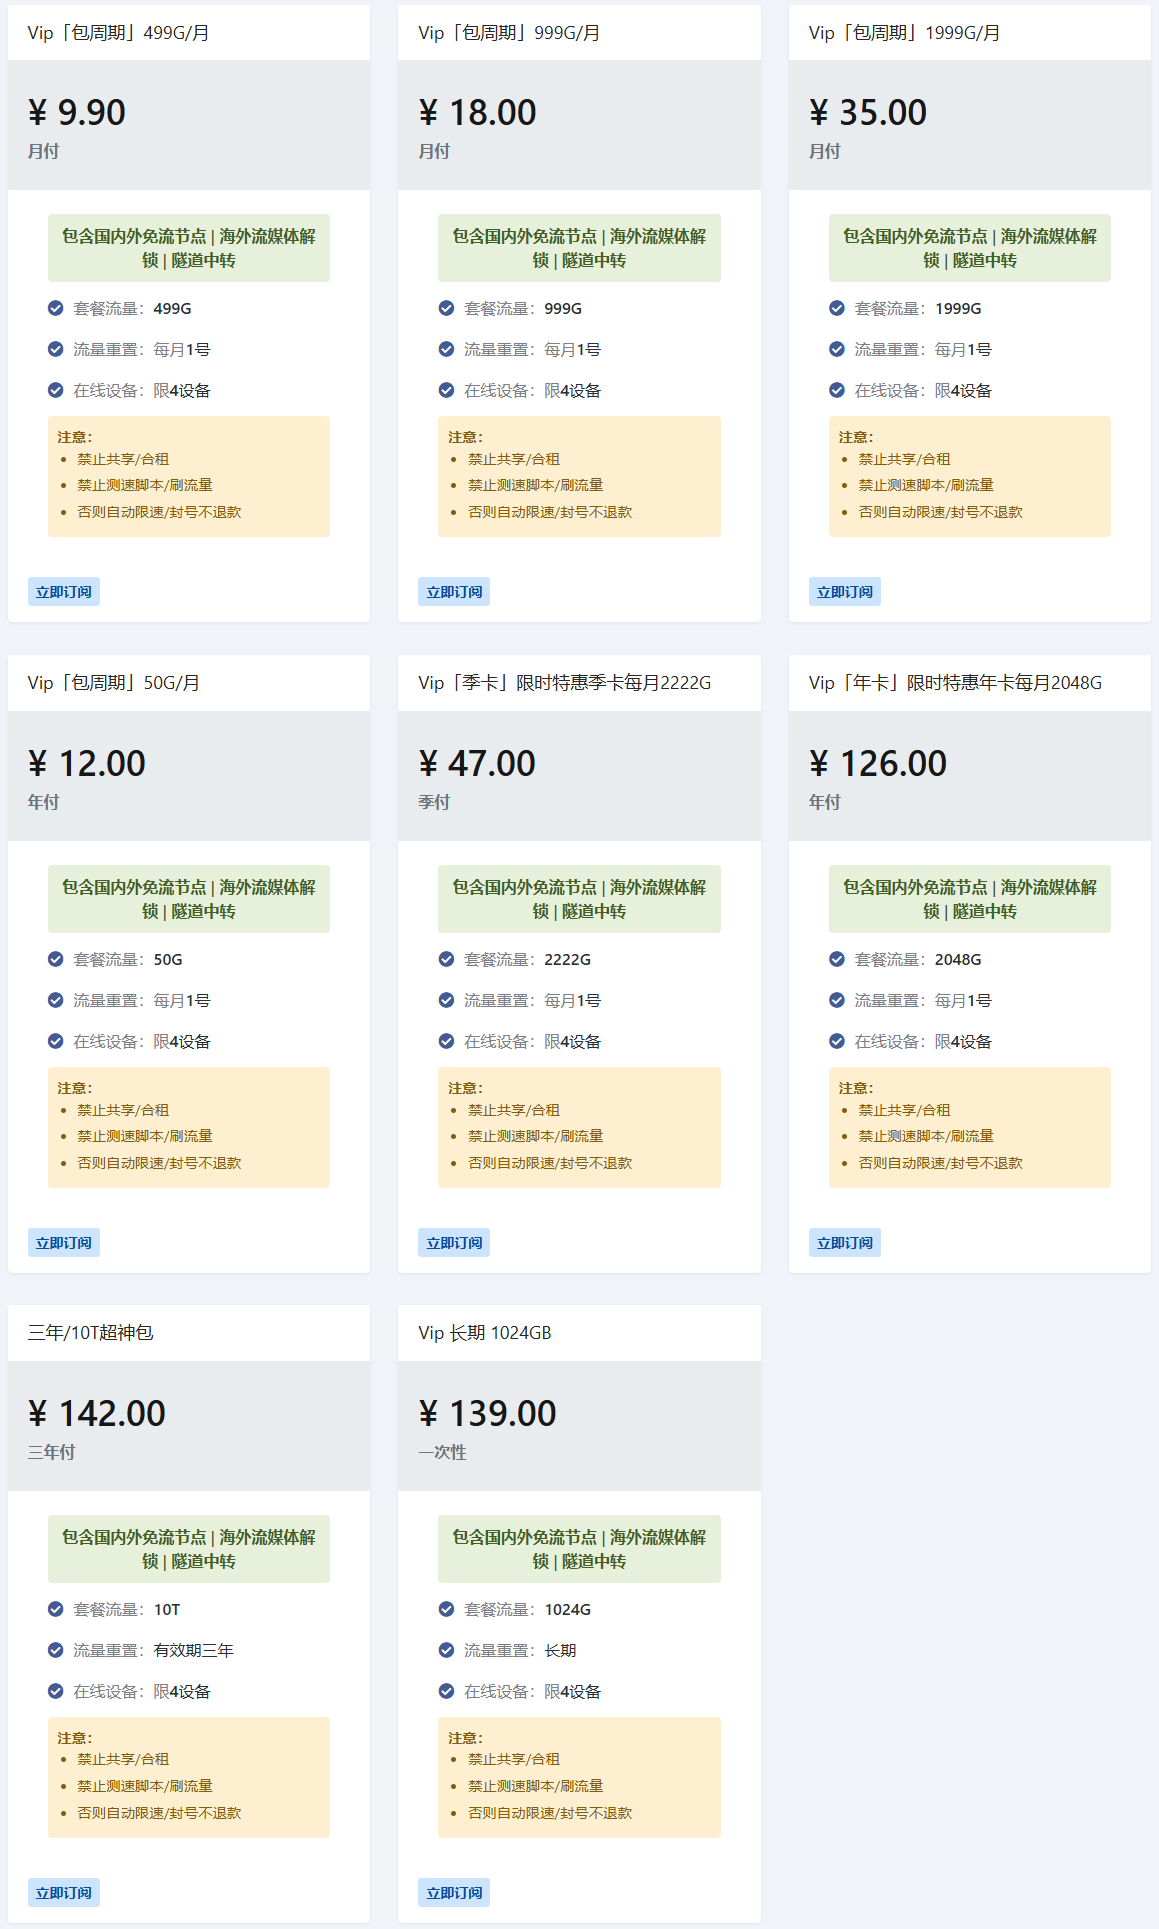 Vip「包周期」499G/月
¥ 9.90
月付
包含国内外免流节点 | 海外流媒体解
锁 | 隧道中转
套餐流量：499G
流量重置：每月1号
在线设备：限4设备
注意：
禁止共享/合租
禁止测速脚本/刷流量
否则自动限速/封号不退款
立即订阅
Vip「包周期」999G/月
¥ 18.00
月付
包含国内外免流节点 | 海外流媒体解
锁 | 隧道中转
套餐流量：999G
流量重置：每月1号
在线设备：限4设备
注意：
禁止共享/合租
禁止测速脚本/刷流量
否则自动限速/封号不退款
立即订阅
Vip「包周期」1999G/月
¥ 35.00
月付
包含国内外免流节点 | 海外流媒体解
锁 | 隧道中转
套餐流量：1999G
流量重置：每月1号
在线设备：限4设备
注意：
禁止共享/合租
禁止测速脚本/刷流量
否则自动限速/封号不退款
立即订阅
Vip「包周期」50G/月
¥ 12.00
年付
包含国内外免流节点 | 海外流媒体解
锁 | 隧道中转
套餐流量：50G
流量重置：每月1号
在线设备：限4设备
注意：
禁止共享/合租
禁止测速脚本/刷流量
否则自动限速/封号不退款
立即订阅
Vip「季卡」限时特惠季卡每月2222G
¥ 47.00
季付
包含国内外免流节点 | 海外流媒体解
锁 | 隧道中转
套餐流量：2222G
流量重置：每月1号
在线设备：限4设备
注意：
禁止共享/合租
禁止测速脚本/刷流量
否则自动限速/封号不退款
立即订阅
Vip「年卡」限时特惠年卡每月2048G
¥ 126.00
年付
包含国内外免流节点 | 海外流媒体解
锁 | 隧道中转
套餐流量：2048G
流量重置：每月1号
在线设备：限4设备
注意：
禁止共享/合租
禁止测速脚本/刷流量
否则自动限速/封号不退款
立即订阅
三年/10T超神包
¥ 142.00
三年付
包含国内外免流节点 | 海外流媒体解
锁 | 隧道中转
套餐流量：10T
流量重置：有效期三年
在线设备：限4设备
注意：
禁止共享/合租
禁止测速脚本/刷流量
否则自动限速/封号不退款
立即订阅
Vip 长期 1024GB
¥ 139.00
一次性
包含国内外免流节点 | 海外流媒体解
锁 | 隧道中转
套餐流量：1024G
流量重置：长期
在线设备：限4设备
注意：
禁止共享/合租
禁止测速脚本/刷流量
否则自动限速/封号不退款
立即订阅